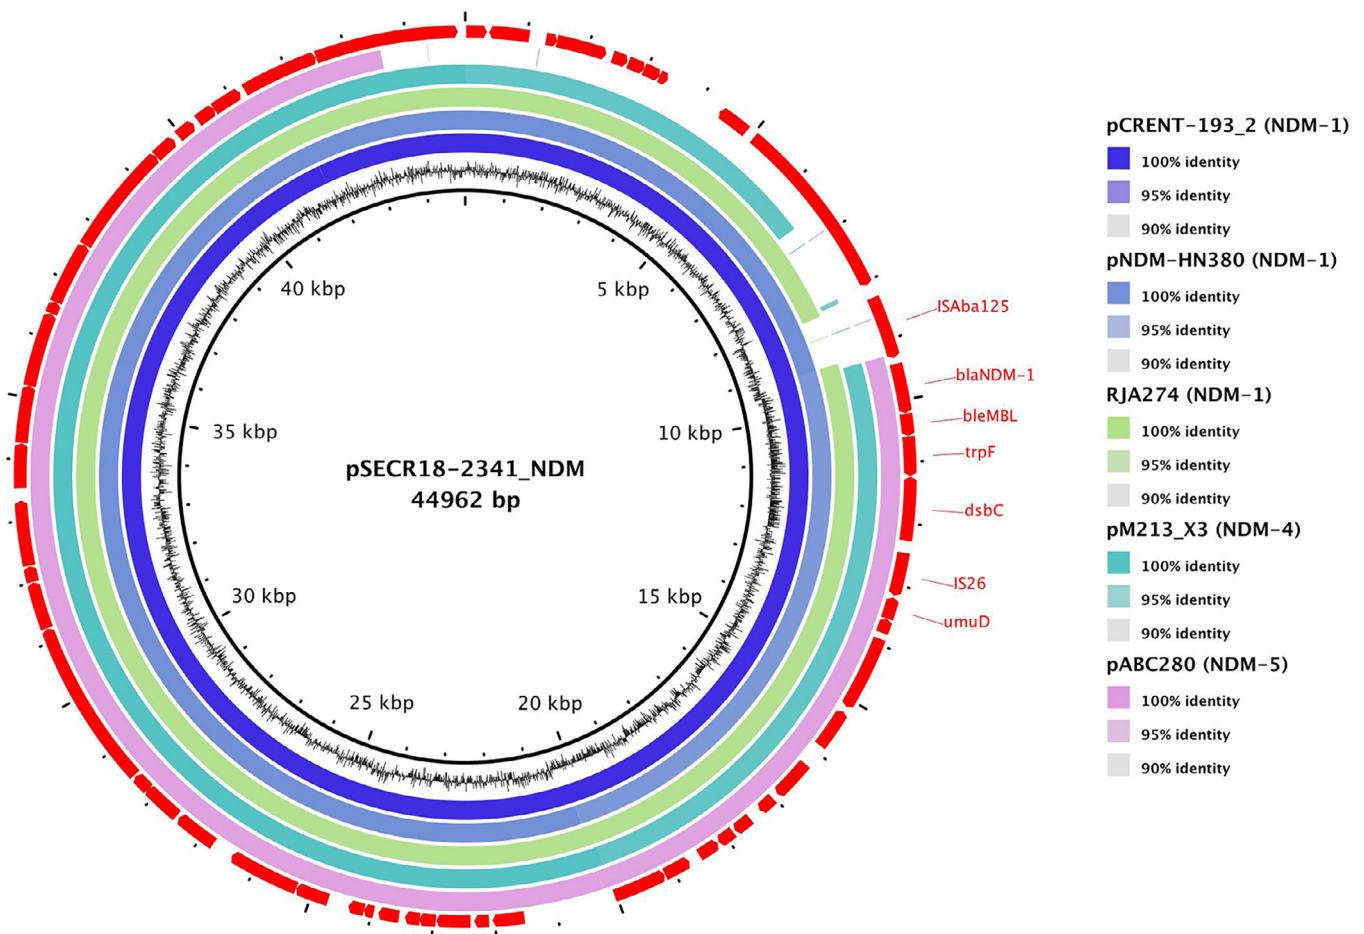 pSECR18-2341_NDM
44962 bp
5 kbp
10 kbp
15 kbp
20 kbp
25 kbp
30 kbp
35 kbp
40 kbp
ISAba125
blaNDM-1
bleMBL
trpF
dsbC
IS26
umuD
pCRENT-193_2 (NDM-1)
100% identity
95% identity
90% identity
pNDM-HN380 (NDM-1)
100% identity
95% identity
90% identity
RJA274 (NDM-1)
100% identity
95% identity
90% identity
pM213_X3 (NDM-4)
100% identity
95% identity
90% identity
pABC280 (NDM-5)
100% identity
95% identity
90% identity